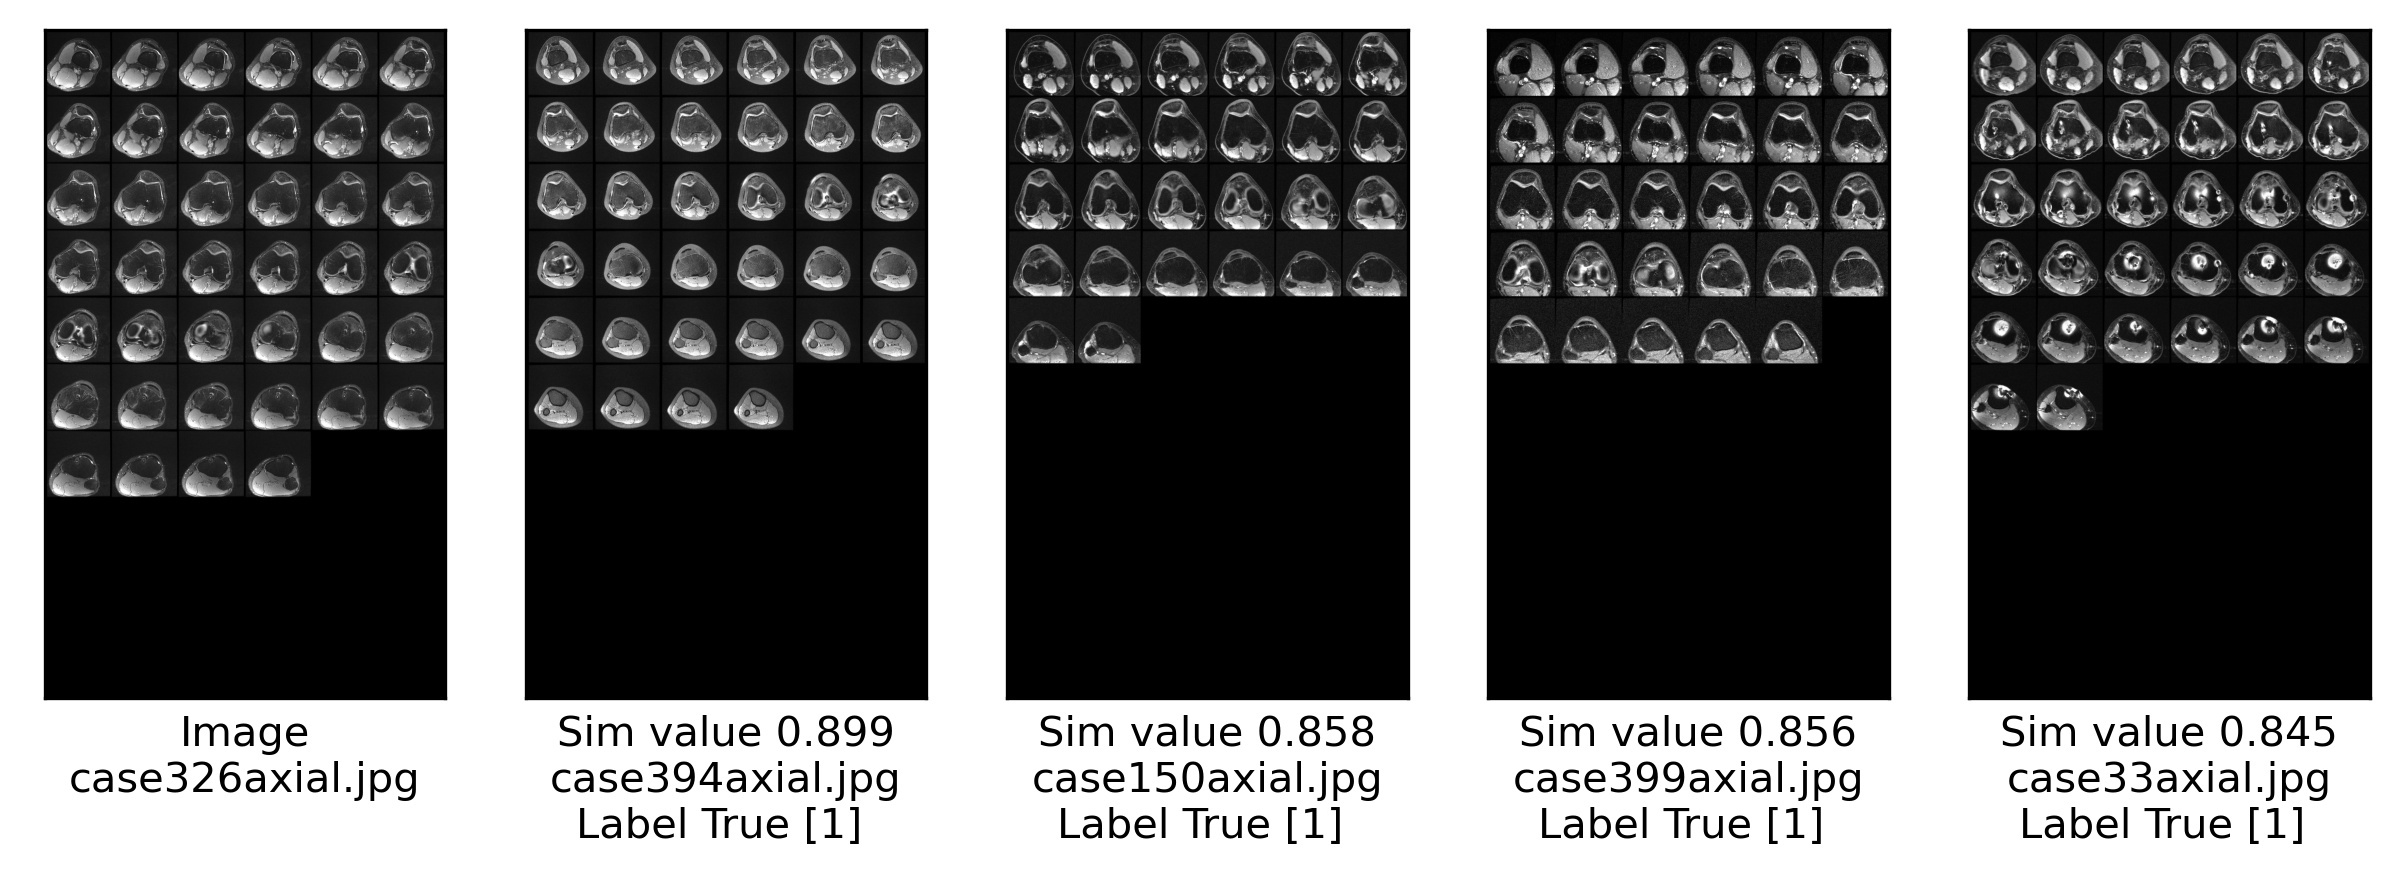 Image
case326axial.jpg
Sim value 0.899
case394axial.jpg
Label True [1]
Sim value 0.858
case150axial.jpg
Label True [1]
Sim value 0.856
case399axial.jpg
Label True [1]
Sim value 0.845
case33axial.jpg
Label True [1]